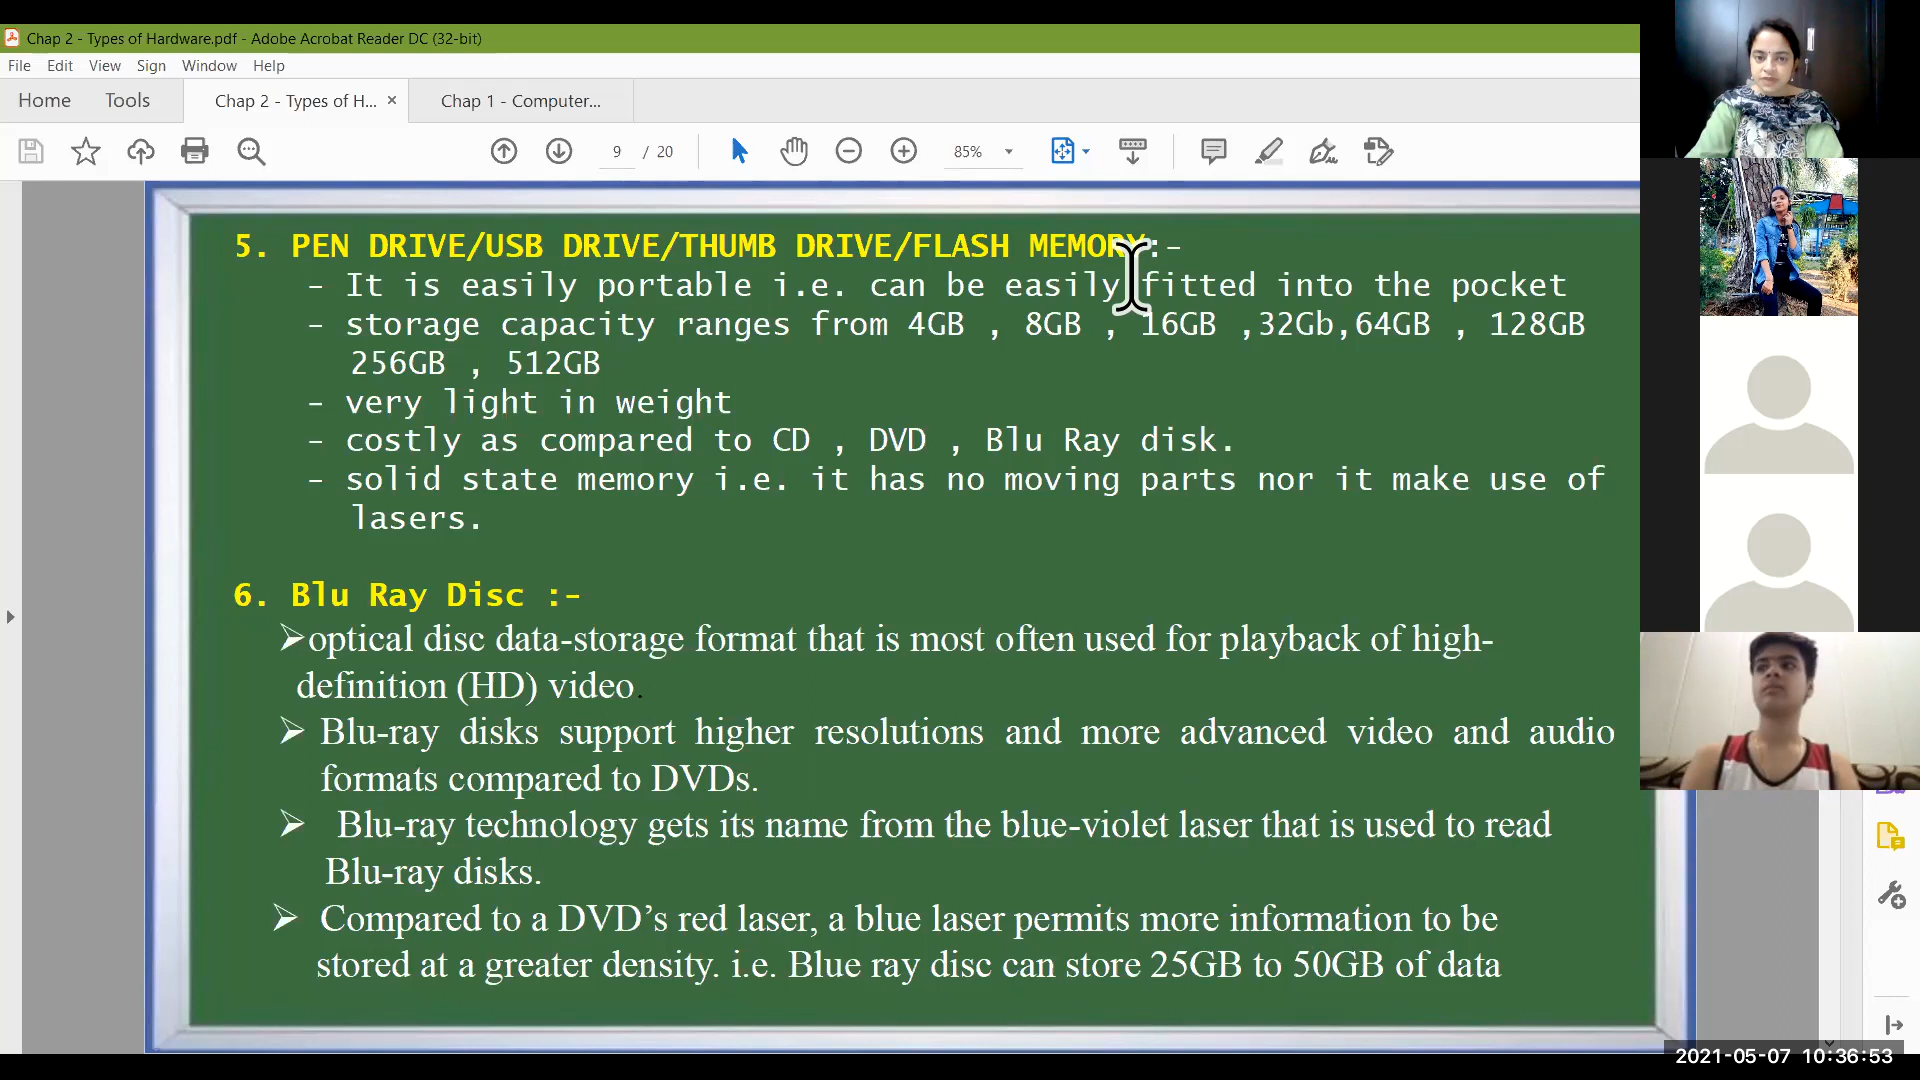 Chap 2 - Types of Hardware.pdf - Adobe Acrobat Reader DC (32-bit)
File Edit View Sign Window Help
Home Tools Chap 2 - Types of H... × Chap 1 - Computer...
9 / 20 85%
5. PEN DRIVE/USB DRIVE/THUMB DRIVE/FLASH MEMORY:-
- It is easily portable i.e. can be easily fitted into the pocket
- storage capacity ranges from 4GB , 8GB , 16GB ,32Gb,64GB , 128GB
256GB , 512GB
- very light in weight
- costly as compared to CD , DVD , Blu Ray disk.
- solid state memory i.e. it has no moving parts nor it make use of
lasers.
6. Blu Ray Disc :-
➢optical disc data-storage format that is most often used for playback of high-
definition (HD) video.
➢ Blu-ray disks support higher resolutions and more advanced video and audio
formats compared to DVDs.
➢ Blu-ray technology gets its name from the blue-violet laser that is used to read
Blu-ray disks.
➢ Compared to a DVD’s red laser, a blue laser permits more information to be
stored at a greater density. i.e. Blue ray disc can store 25GB to 50GB of data
2021-05-07 10:36:53